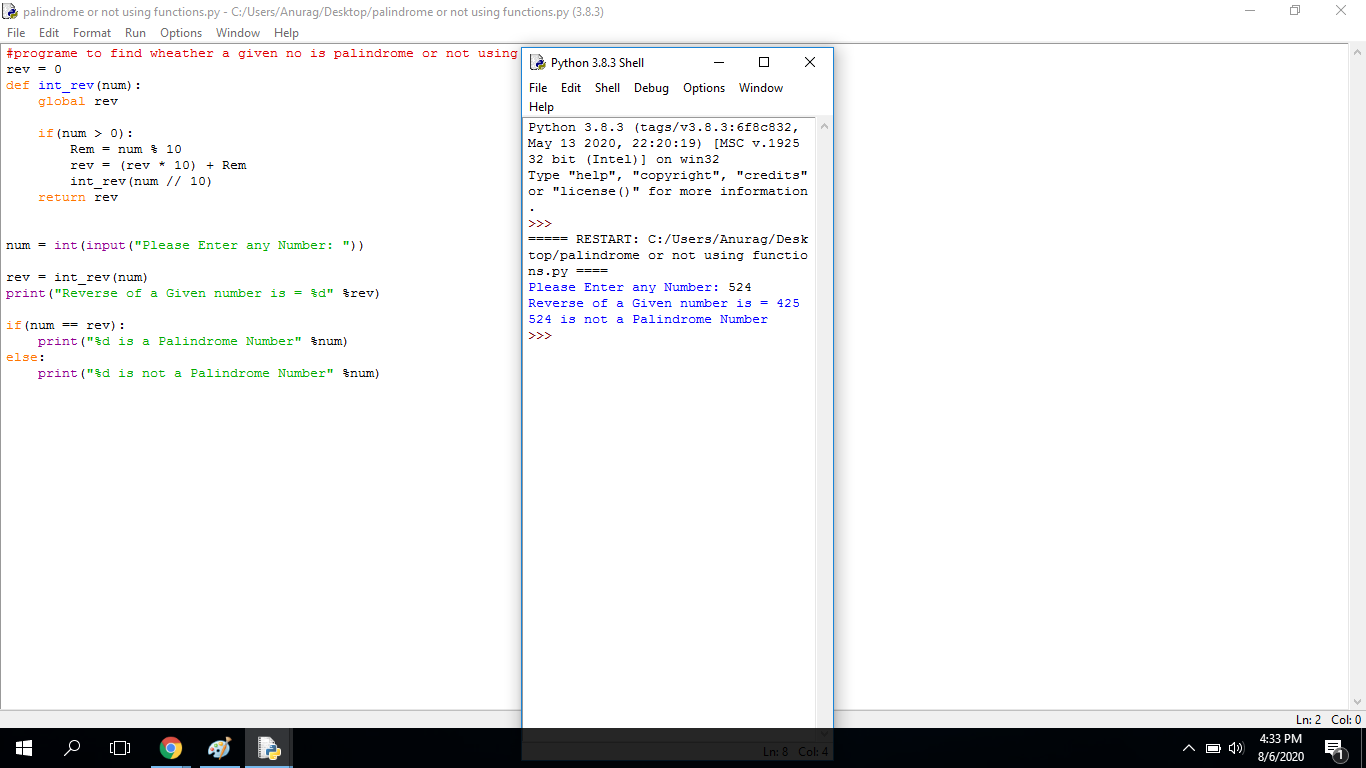 palindrome or not using functions.py - C:/Users/Anurag/Desktop/palindrome or not using functions.py (3.8.3)
File Edit Format Run Options Window Help
#programe to find wheather a given no is palindrome or not using
rev = 0
def int_rev(num):
    global rev
    if(num > 0):
        Rem = num % 10
        rev = (rev * 10) + Rem
        int_rev(num // 10)
    return rev
num = int(input("Please Enter any Number: "))
rev = int_rev(num)
print("Reverse of a Given number is = %d" %rev)
if(num == rev):
    print("%d is a Palindrome Number" %num)
else:
    print("%d is not a Palindrome Number" %num)
Python 3.8.3 Shell
File Edit Shell Debug Options Window
Help
Python 3.8.3 (tags/v3.8.3:6f8c832,
May 13 2020, 22:20:19) [MSC v.1925
32 bit (Intel)] on win32
Type "help", "copyright", "credits"
or "license()" for more information
.
>>>
===== RESTART: C:/Users/Anurag/Desk
top/palindrome or not using functio
ns.py ====
Please Enter any Number: 524
Reverse of a Given number is = 425
524 is not a Palindrome Number
>>>
Ln: 2 Col: 0
Ln: 8 Col: 4
4:33 PM
8/6/2020
1